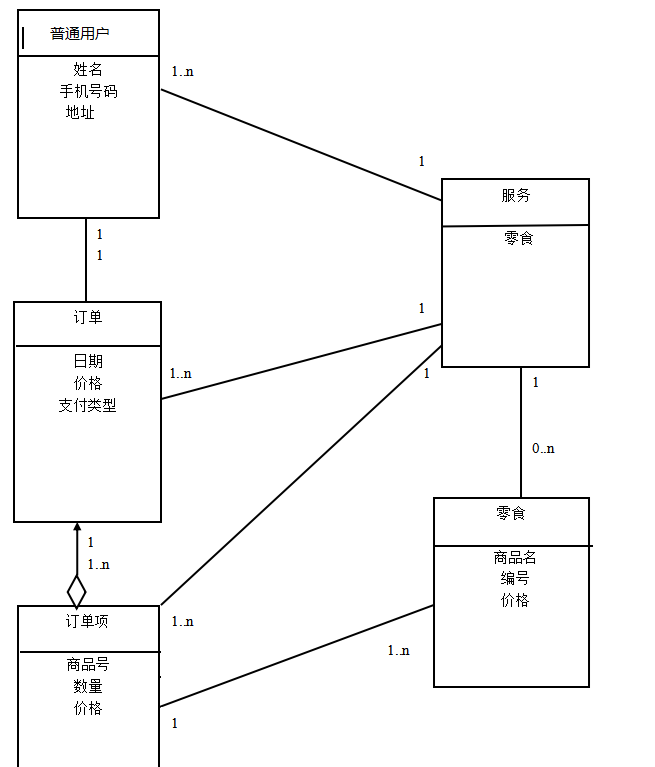 普通用户
姓名
手机号码
地址
1..n
1
服务
零食
1
1
订单
日期
价格
支付类型
1
1..n
1
1
0..n
零食
商品名
编号
价格
1
1..n
订单项
商品号
数量
价格
1..n
1..n
1